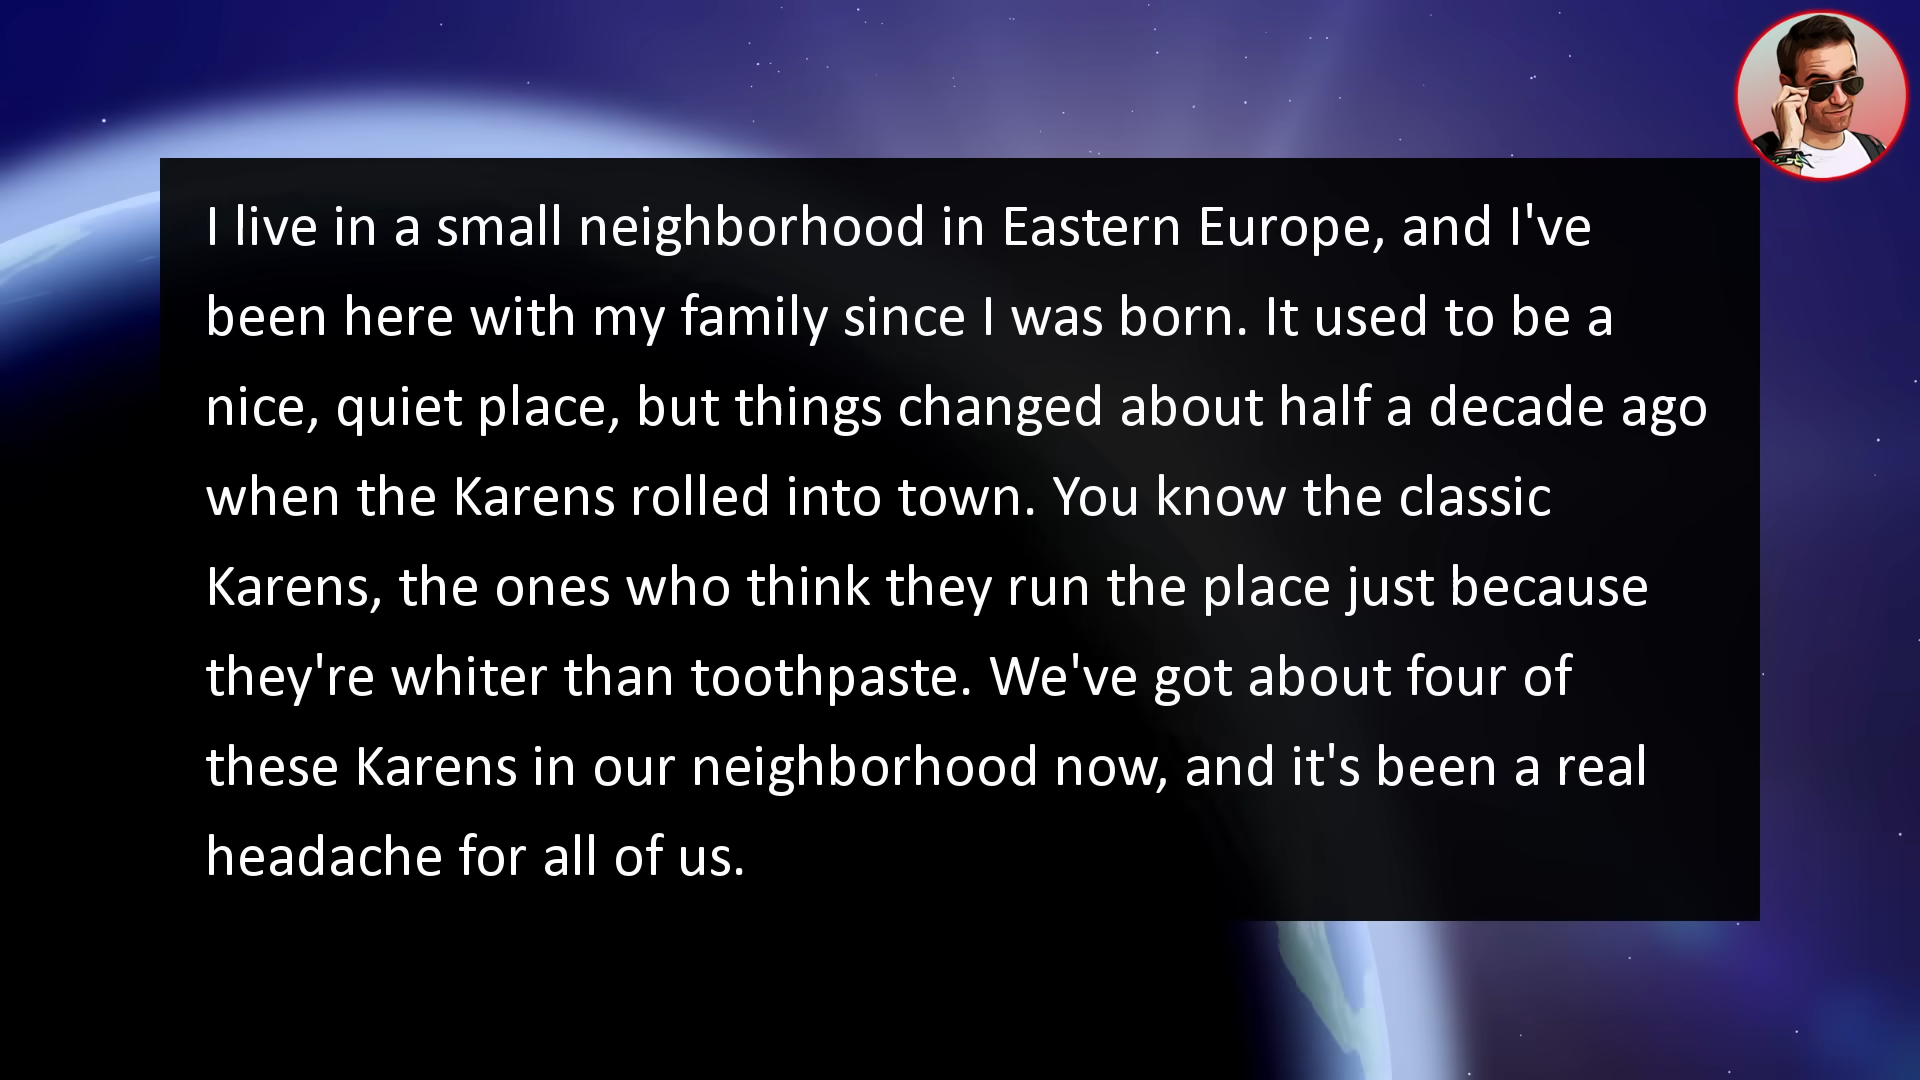 I live in a small neighborhood in Eastern Europe, and I've
been here with my family since I was born. It used to be a
nice, quiet place, but things changed about half a decade ago
when the Karens rolled into town. You know the classic
Karens, the ones who think they run the place just because
they're whiter than toothpaste. We've got about four of
these Karens in our neighborhood now, and it's been a real
headache for all of us.